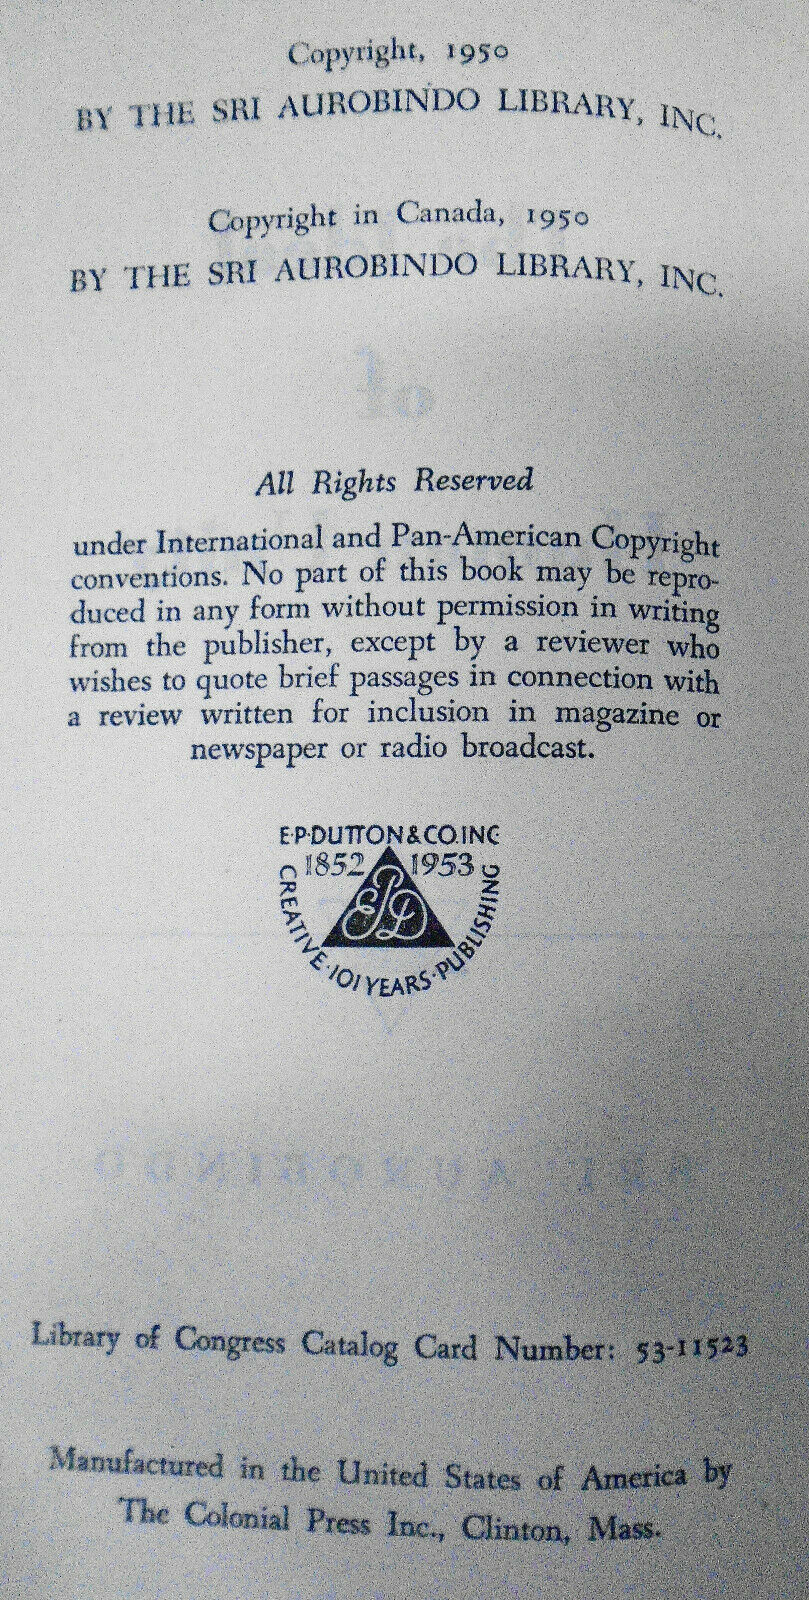 Copyright, 1950
BY THE SRI AUROBINDO LIBRARY, INC.
Copyright in Canada, 1950
BY THE SRI AUROBINDO LIBRARY, INC.
of
All Rights Reserved
under International and Pan-American Copyright
conventions. No part of this book may be repro-
duced in any form without permission in writing
from the publisher, except by a reviewer who
wishes to quote brief passages in connection with
a review written for inclusion in magazine or
newspaper or radio broadcast.
E·P·DUTTON & CO. INC
1852 1953
EPD
CREATIVE · 101 YEARS · PUBLISHING
SRI AUROBINDO
Library of Congress Catalog Card Number: 53-11523
Manufactured in the United States of America by
The Colonial Press Inc., Clinton, Mass.